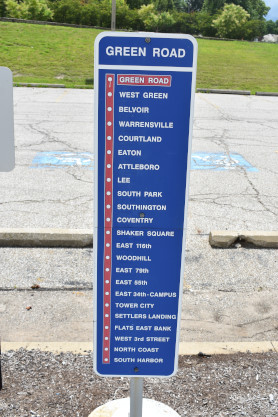 GREEN ROAD
GREEN ROAD
WEST GREEN
BELVOIR
WARRENSVILLE
COURTLAND
EATON
ATTLEBORO
LEE
SOUTH PARK
SOUTHINGTON
COVENTRY
SHAKER SQUARE
EAST 116th
WOODHILL
EAST 79th
EAST 55th
EAST 34th-CAMPUS
TOWER CITY
SETTLERS LANDING
FLATS EAST BANK
WEST 3rd STREET
NORTH COAST
SOUTH HARBOR